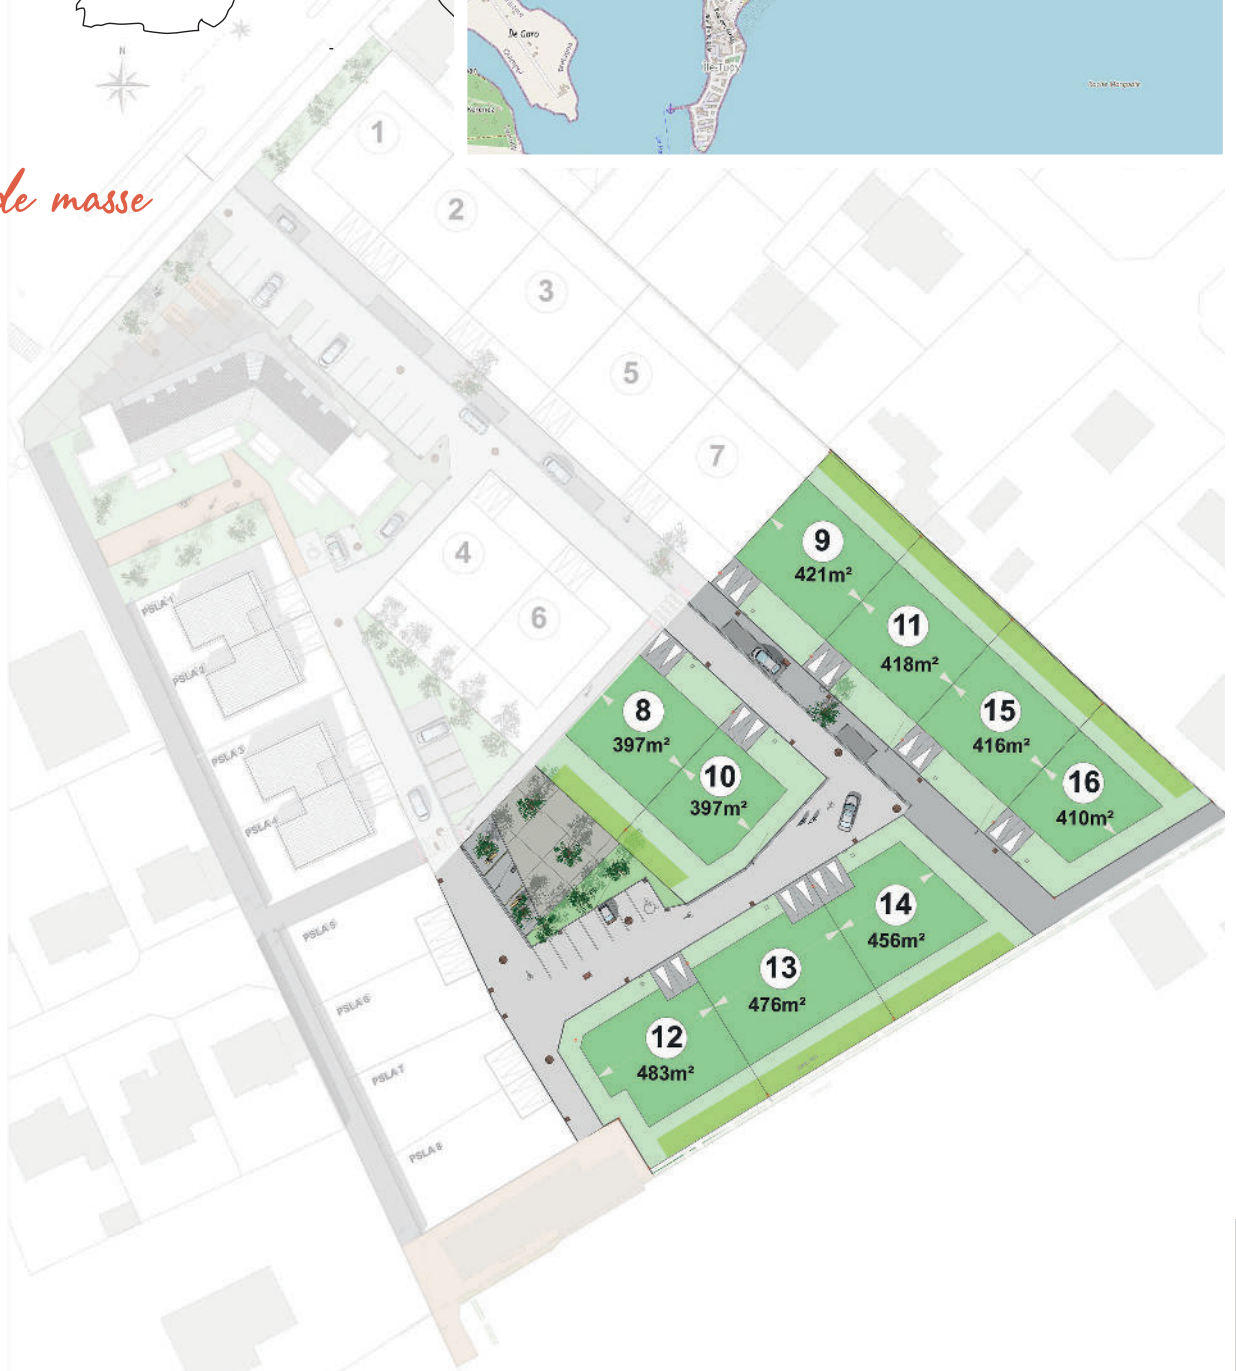 Ile Garo
Ile-Tudy
N
de masse
1
2
3
5
7
4
6
9
421m²
11
418m²
15
416m²
16
410m²
8
397m²
10
397m²
14
456m²
13
476m²
12
483m²
PSLA 1
PSLA 2
PSLA 3
PSLA 4
PSLA 5
PSLA 6
PSLA 7
PSLA 8